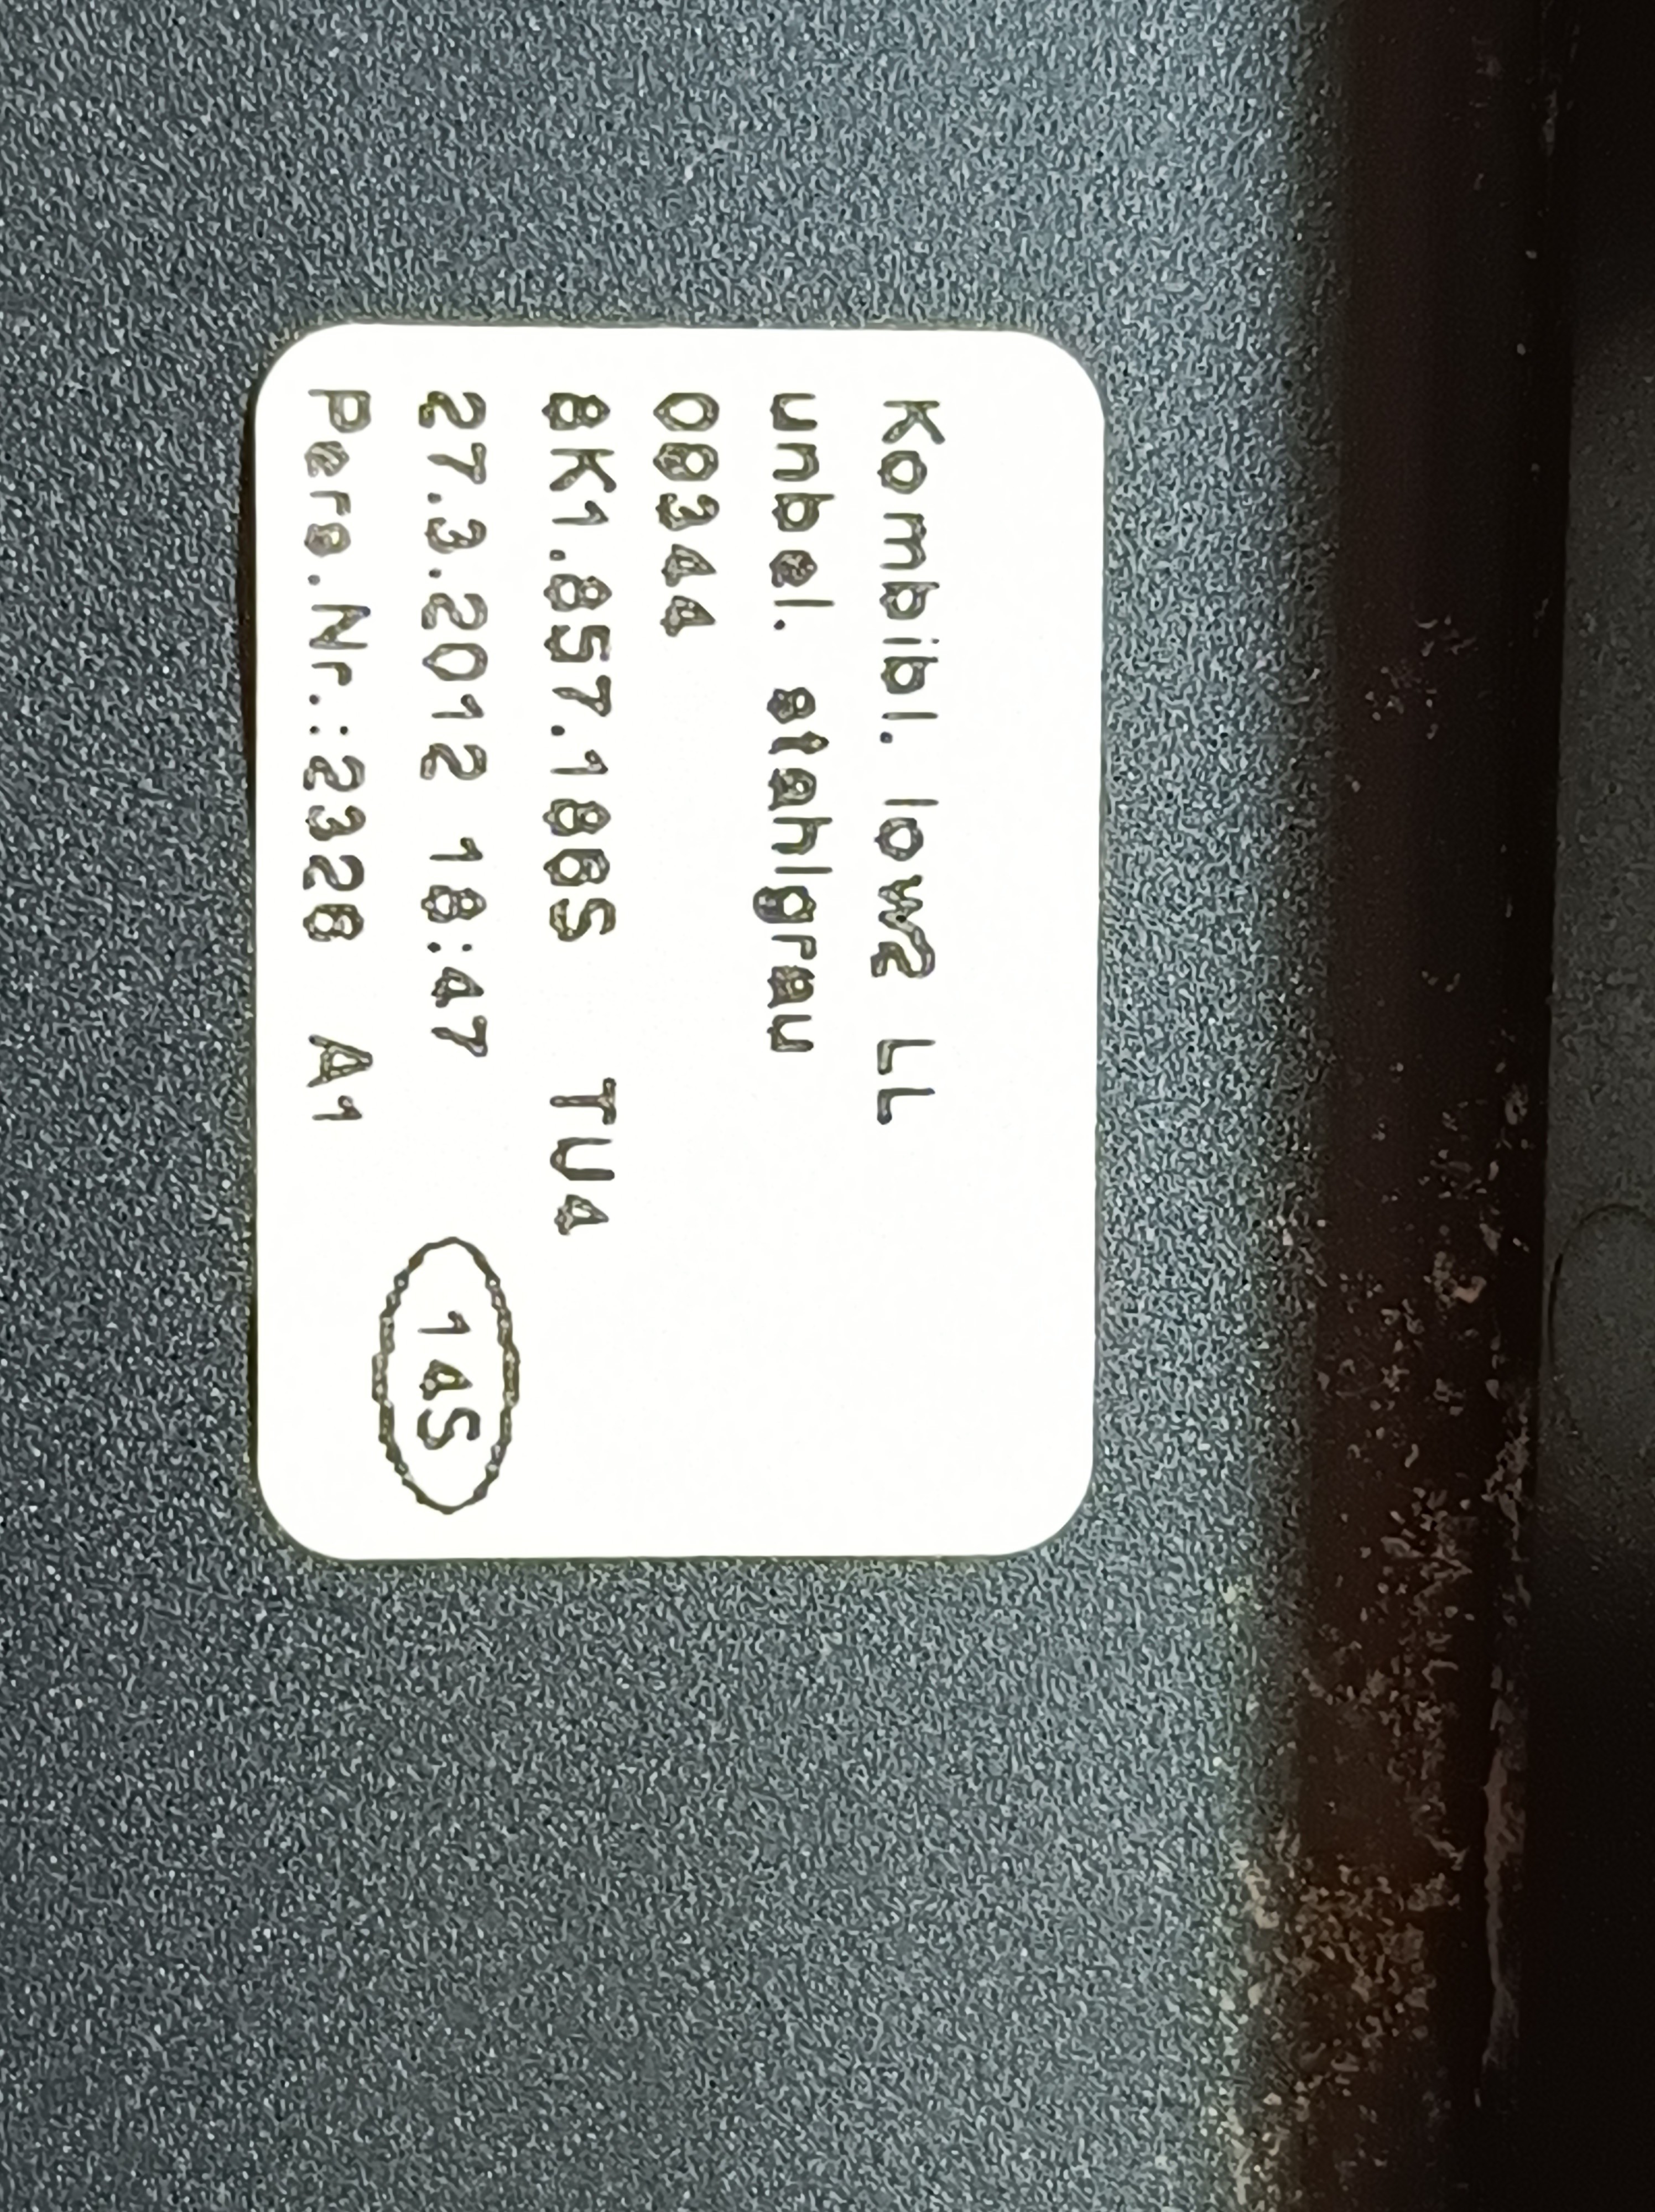 Kombibl. low2 LL
unbel. stahlgrau
00344
8K1.857.186S TU4
27.3.2012 18:47
Pers.Nr.:2328 A1
14S